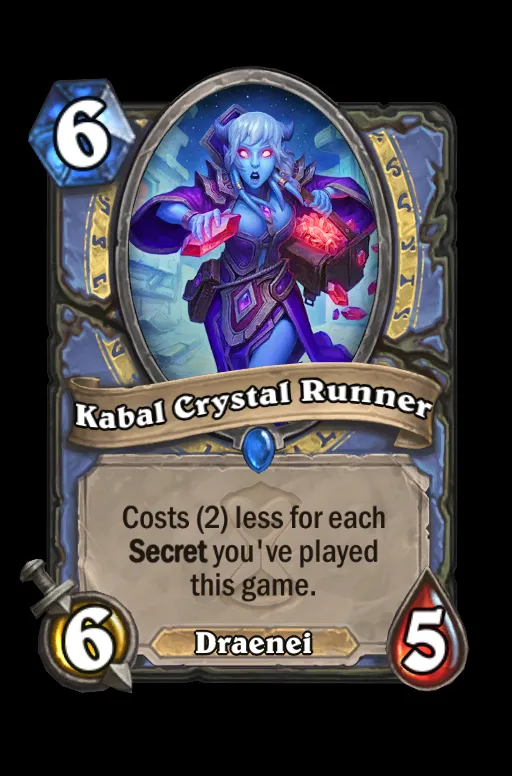 6
Kabal Crystal Runner
Costs (2) less for each
Secret you've played
this game.
6
Draenei
5